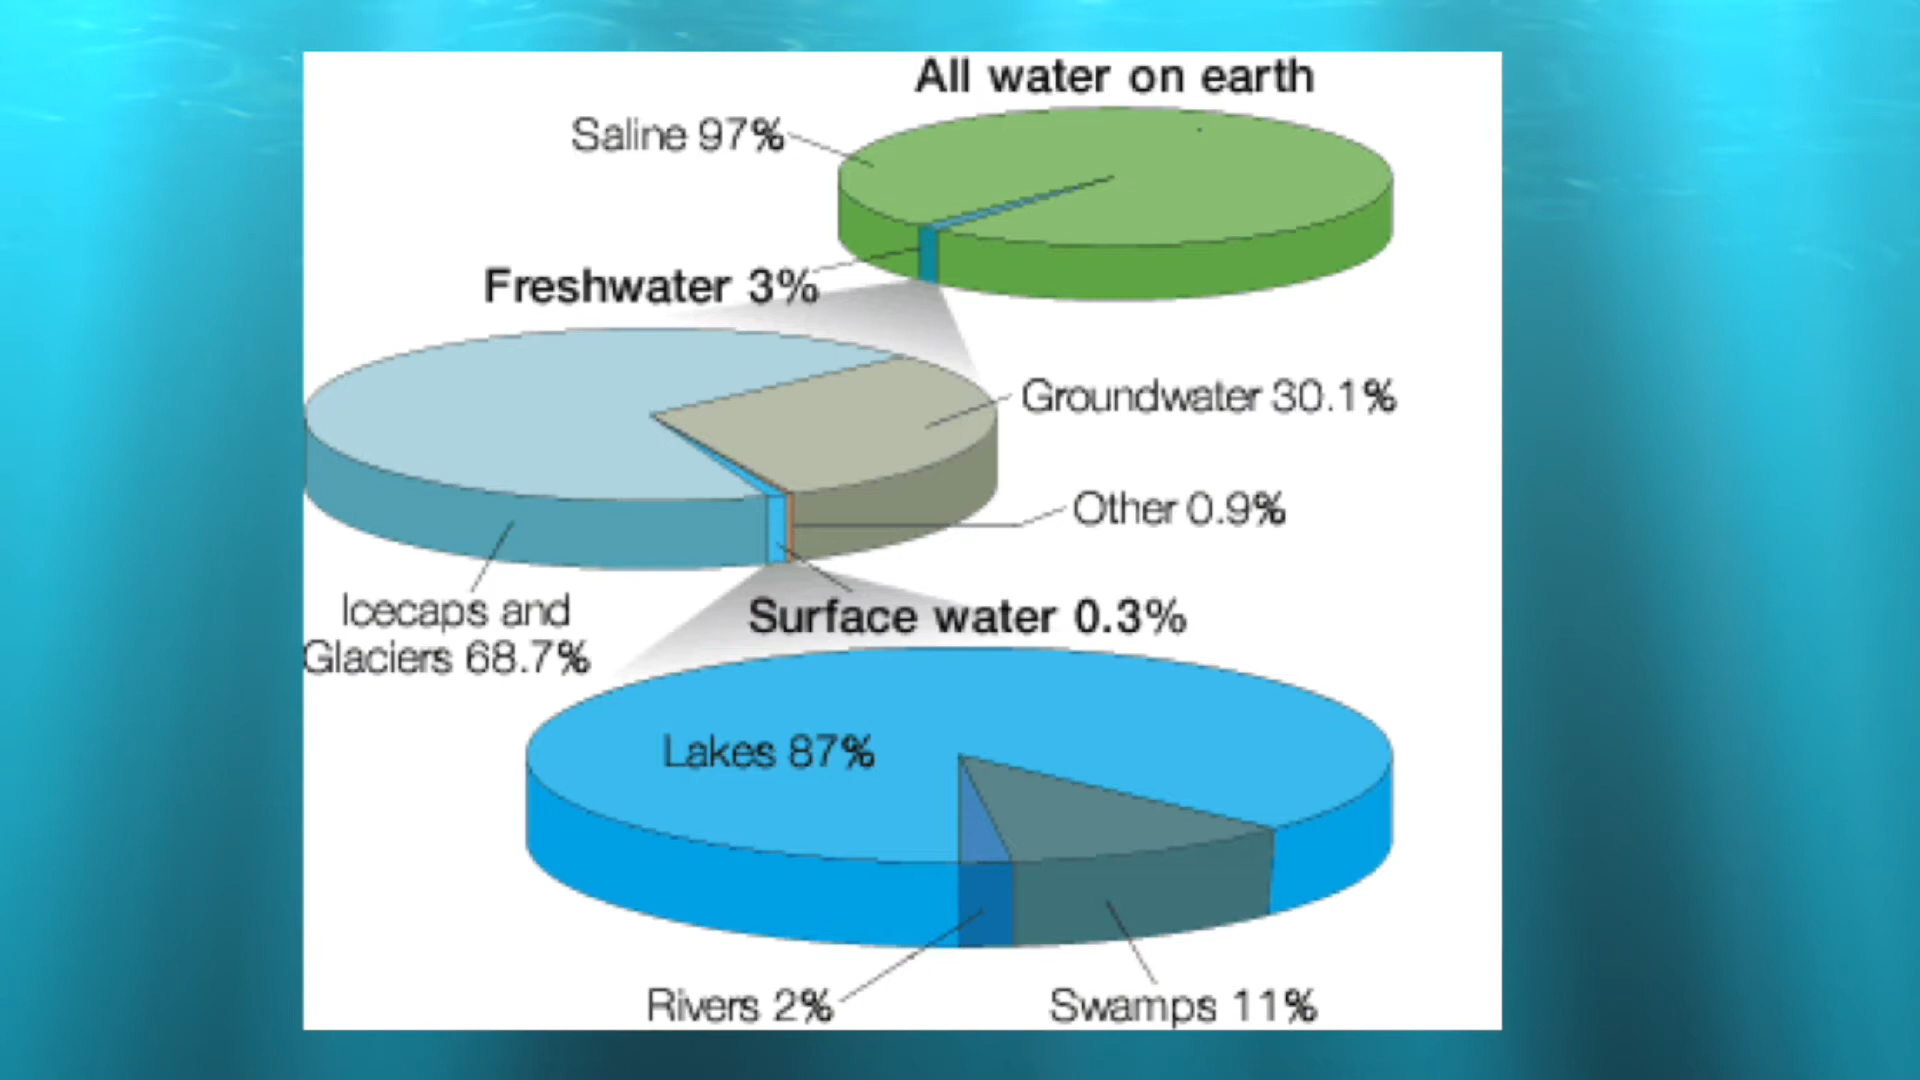 All water on earth
Saline 97%
Freshwater 3%
Groundwater 30.1%
Other 0.9%
Icecaps and
Glaciers 68.7%
Surface water 0.3%
Lakes 87%
Rivers 2%
Swamps 11%